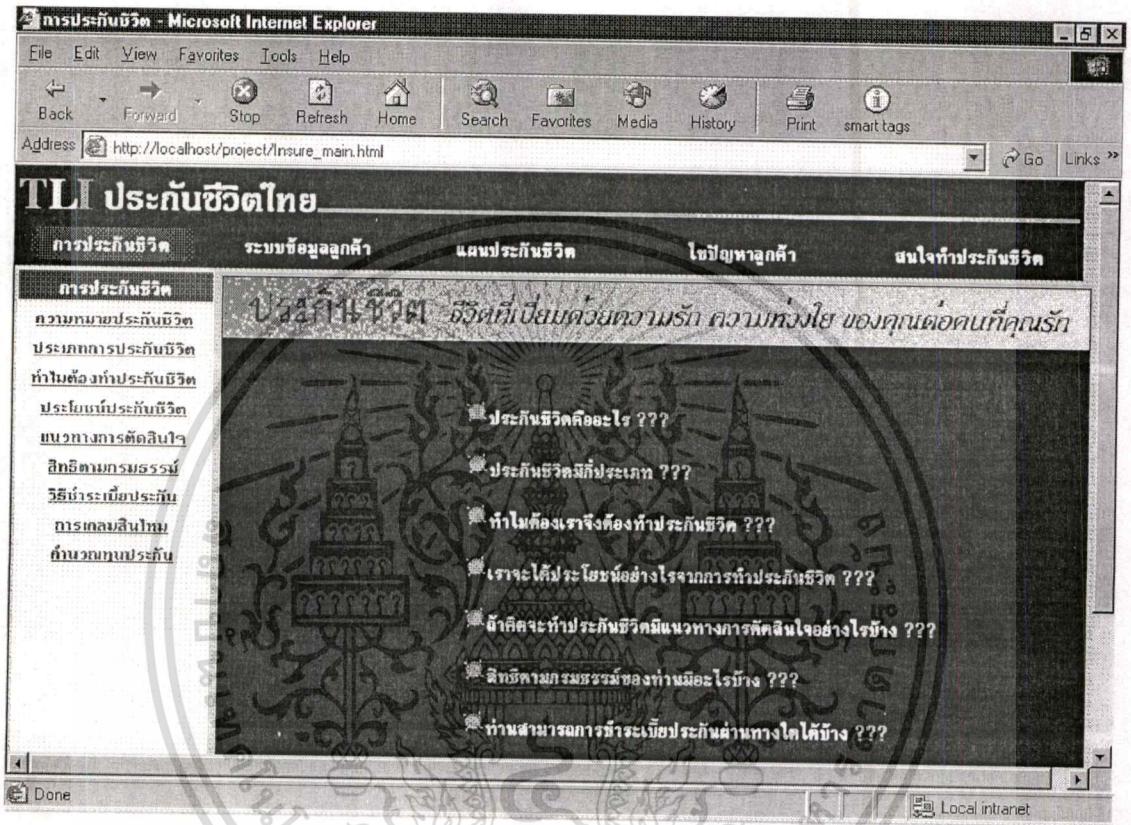 การประกันชีวิต - Microsoft Internet Explorer
File Edit View Favorites Tools Help
Back Forward Stop Refresh Home Search Favorites Media History Print smart tags
Address http://localhost/project/Insure_main.html Go Links »
TLI ประกันชีวิตไทย
การประกันชีวิต ระบบข้อมูลลูกค้า แผนประกันชีวิต ไขปัญหาลูกค้า สนใจทำประกันชีวิต
การประกันชีวิต
ความหมายประกันชีวิต
ประเภทการประกันชีวิต
ทำไมต้องทำประกันชีวิต
ประโยชน์ประกันชีวิต
แนวทางการตัดสินใจ
สิทธิตามกรมธรรม์
วิธีชำระเบี้ยประกัน
การเคลมสินไหม
คำนวณทุนประกัน
ประกันชีวิต ชีวิตที่เปี่ยมด้วยความรัก ความห่วงใย ของคุณต่อคนที่คุณรัก
ประกันชีวิตคืออะไร ???
ประกันชีวิตมีกี่ประเภท ???
ทำไมต้องเราจึงต้องทำประกันชีวิต ???
เราจะได้ประโยชน์อย่างไรจากการทำประกันชีวิต ???
ถ้าคิดจะทำประกันชีวิตมีแนวทางการตัดสินใจอย่างไรบ้าง ???
สิทธิตามกรมธรรม์ของท่านมีอะไรบ้าง ???
ท่านสามารถการชำระเบี้ยประกันผ่านทางใดได้บ้าง ???
Done Local intranet